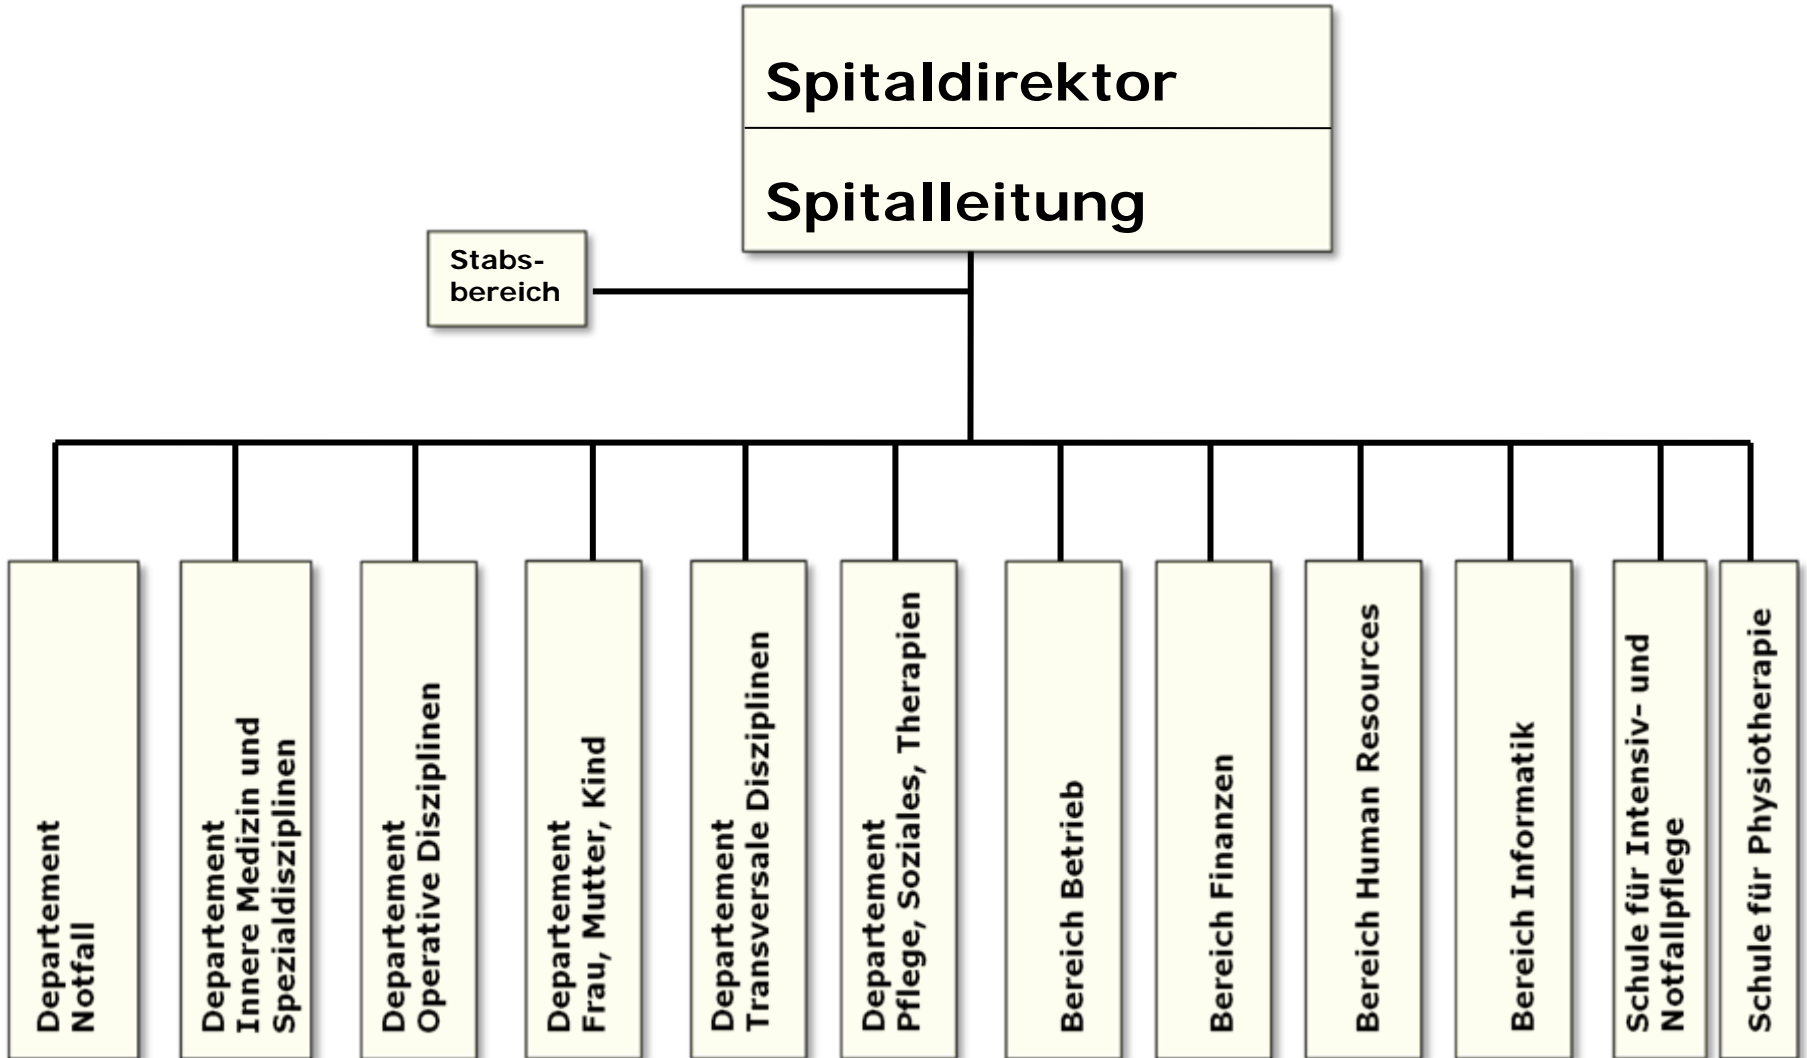 Spitaldirektor
Spitalleitung
Stabs-
bereich
Departement
Notfall
Departement
Innere Medizin und
Spezialdisziplinen
Departement
Operative Disziplinen
Departement
Frau, Mutter, Kind
Departement
Transversale Disziplinen
Departement
Pflege, Soziales, Therapien
Bereich Betrieb
Bereich Finanzen
Bereich Human Resources
Bereich Informatik
Schule für Intensiv- und
Notfallpflege
Schule für Physiotherapie